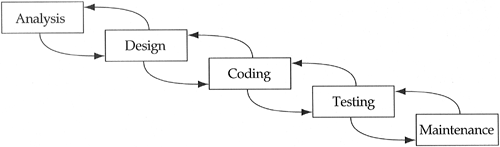 Analysis
Design
Coding
Testing
Maintenance